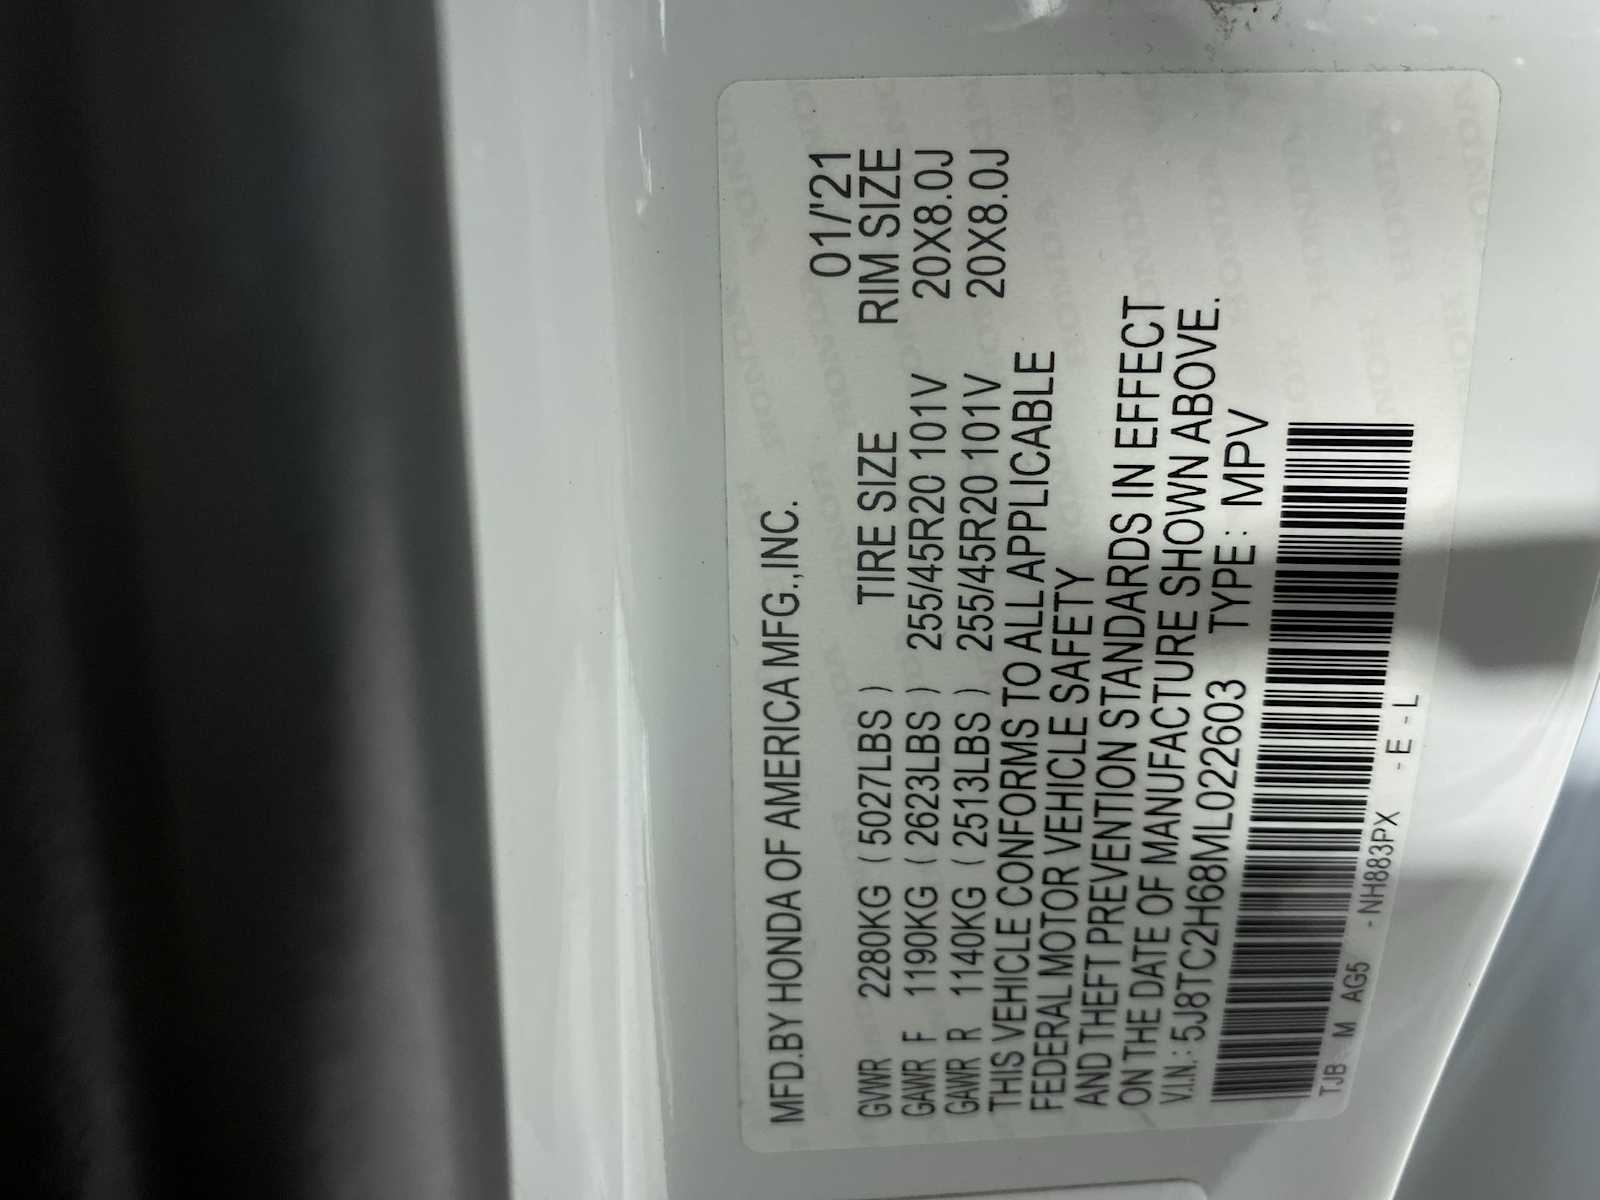 MFD.BY HONDA OF AMERICA MFG.,INC.
01/'21
GVWR 2280KG ( 5027LBS ) TIRE SIZE RIM SIZE
GAWR F 1190KG ( 2623LBS ) 255/45R20 101V 20X8.0J
GAWR R 1140KG ( 2513LBS ) 255/45R20 101V 20X8.0J
THIS VEHICLE CONFORMS TO ALL APPLICABLE
FEDERAL MOTOR VEHICLE SAFETY
AND THEFT PREVENTION STANDARDS IN EFFECT
ON THE DATE OF MANUFACTURE SHOWN ABOVE.
V.I.N.: 5J8TC2H68ML022603 TYPE: MPV
TJB M AG5 -NH883PX -E-L